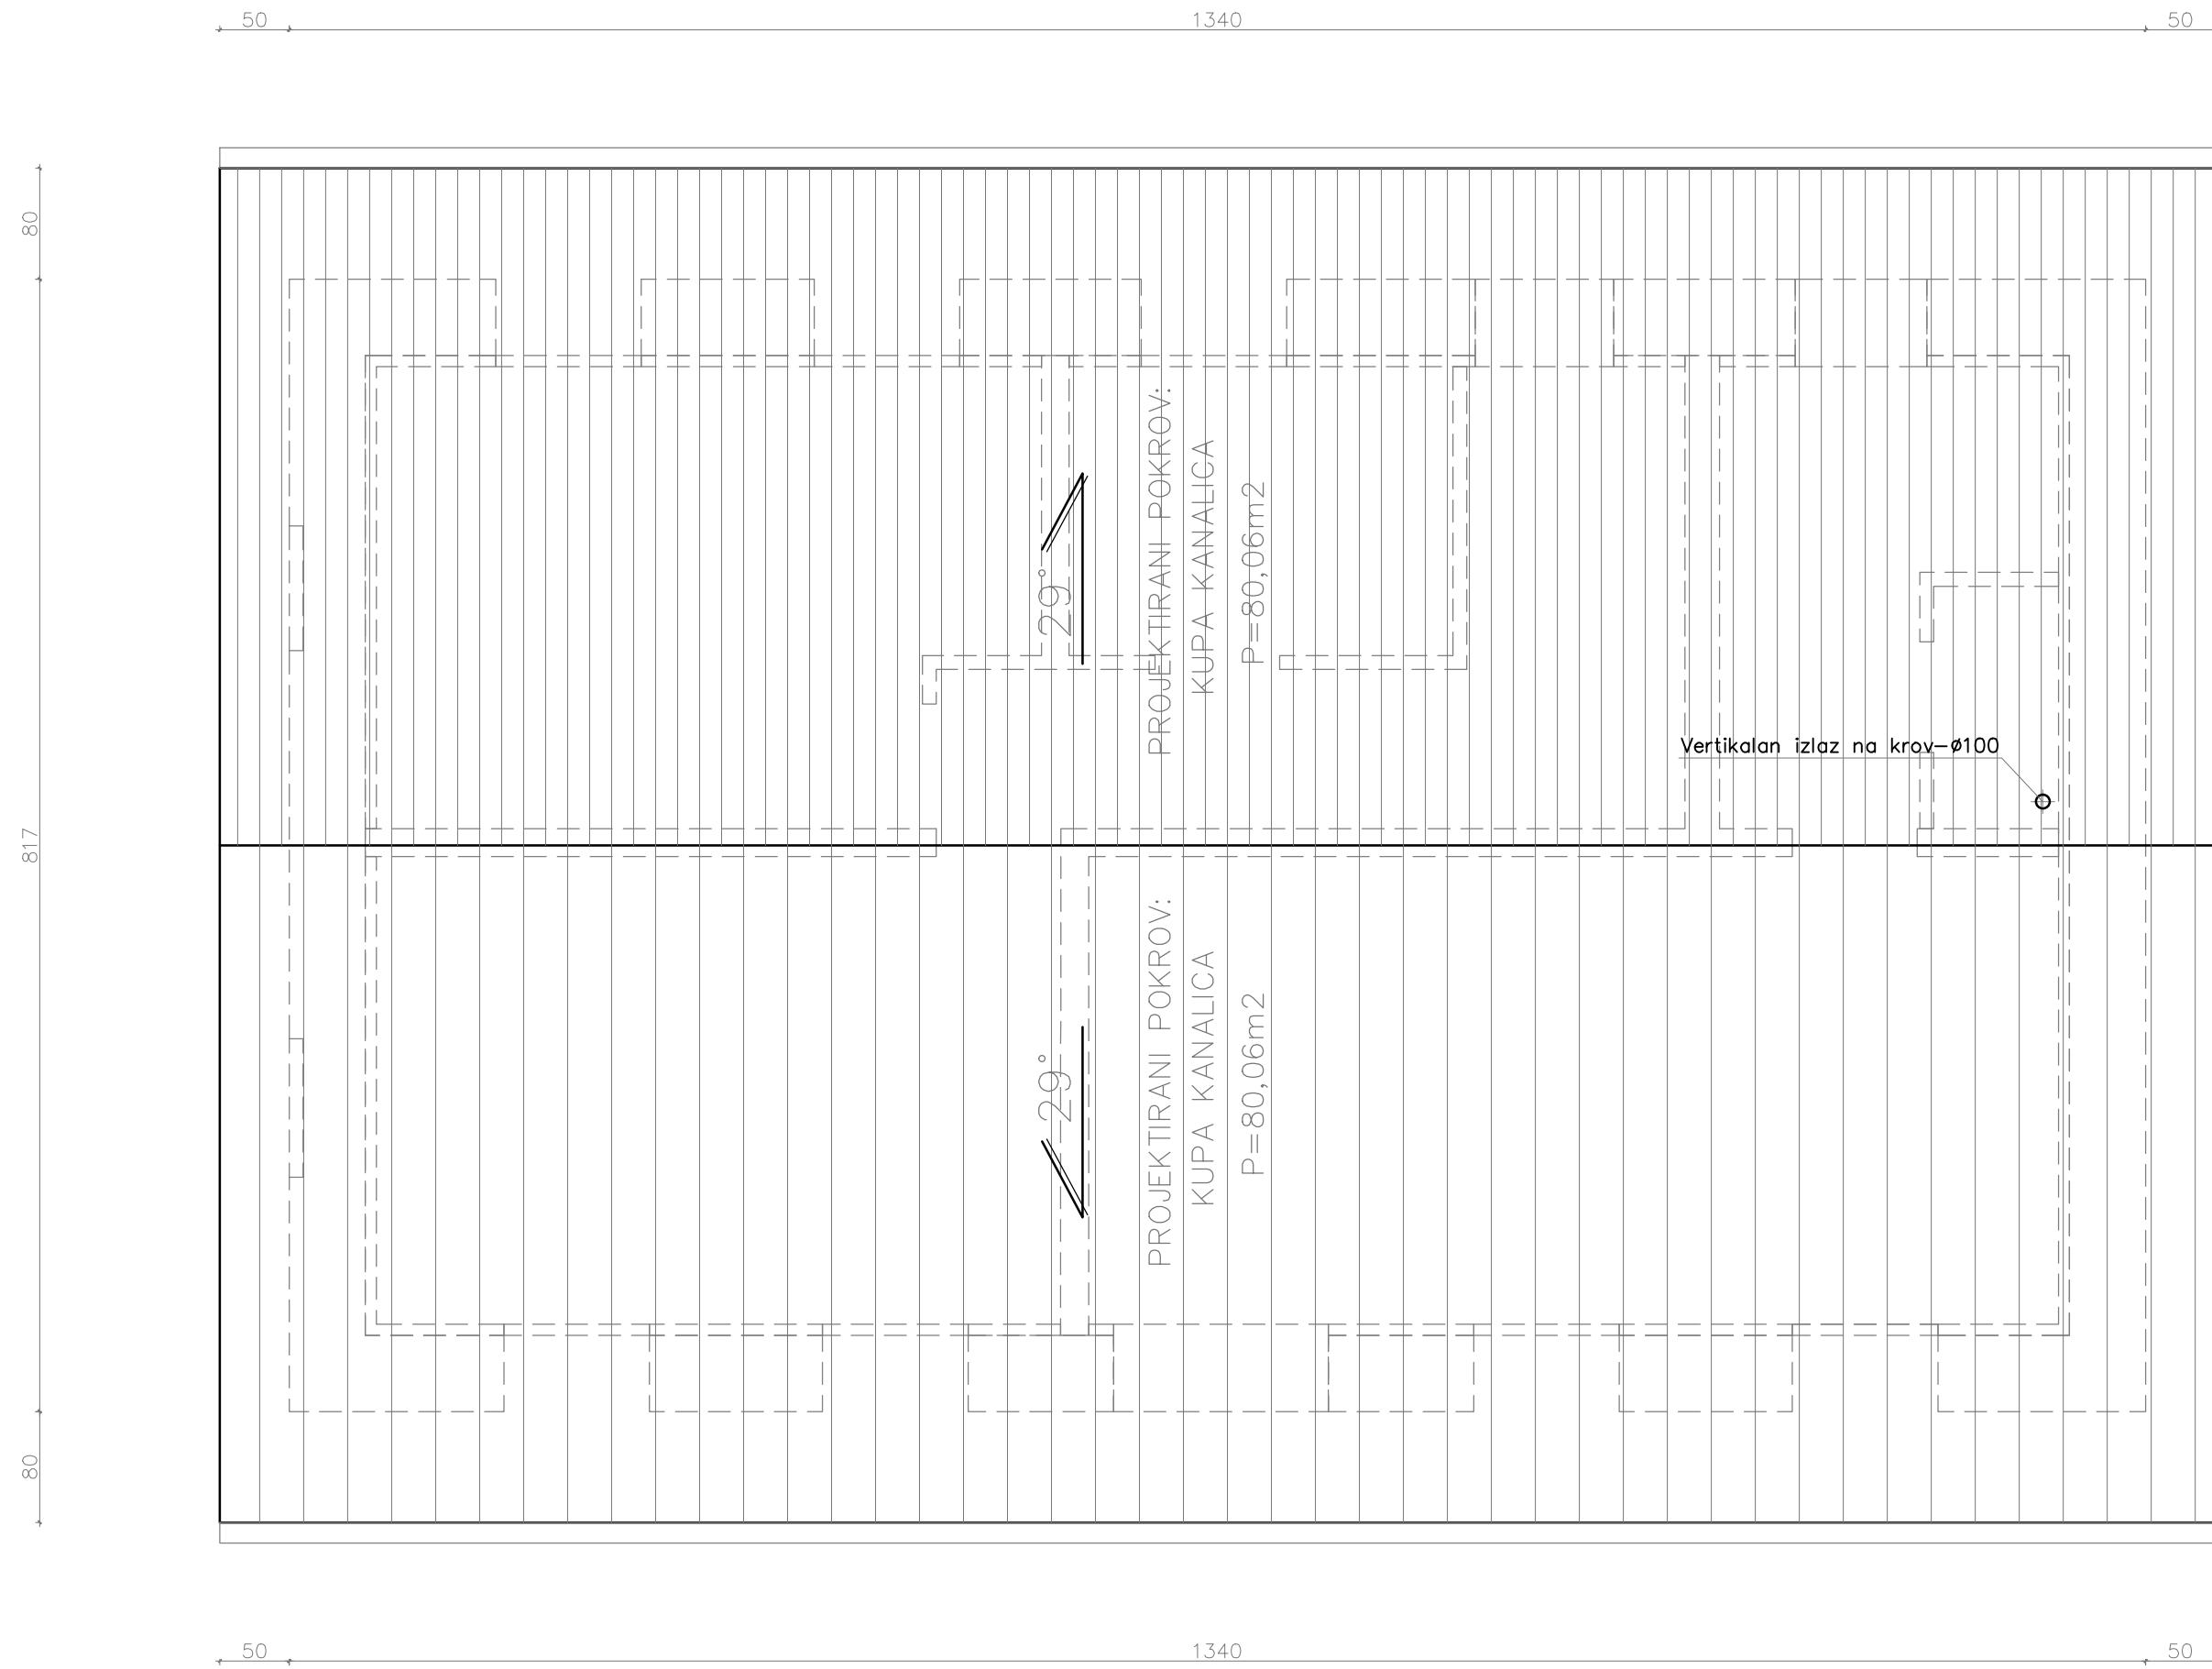 50
1340
50
80
817
80
29°
PROJEKTIRANI POKROV:
KUPA KANALICA
P=80,06m2
Vertikalan izlaz na krov-ø100
29°
PROJEKTIRANI POKROV:
KUPA KANALICA
P=80,06m2
50
1340
50